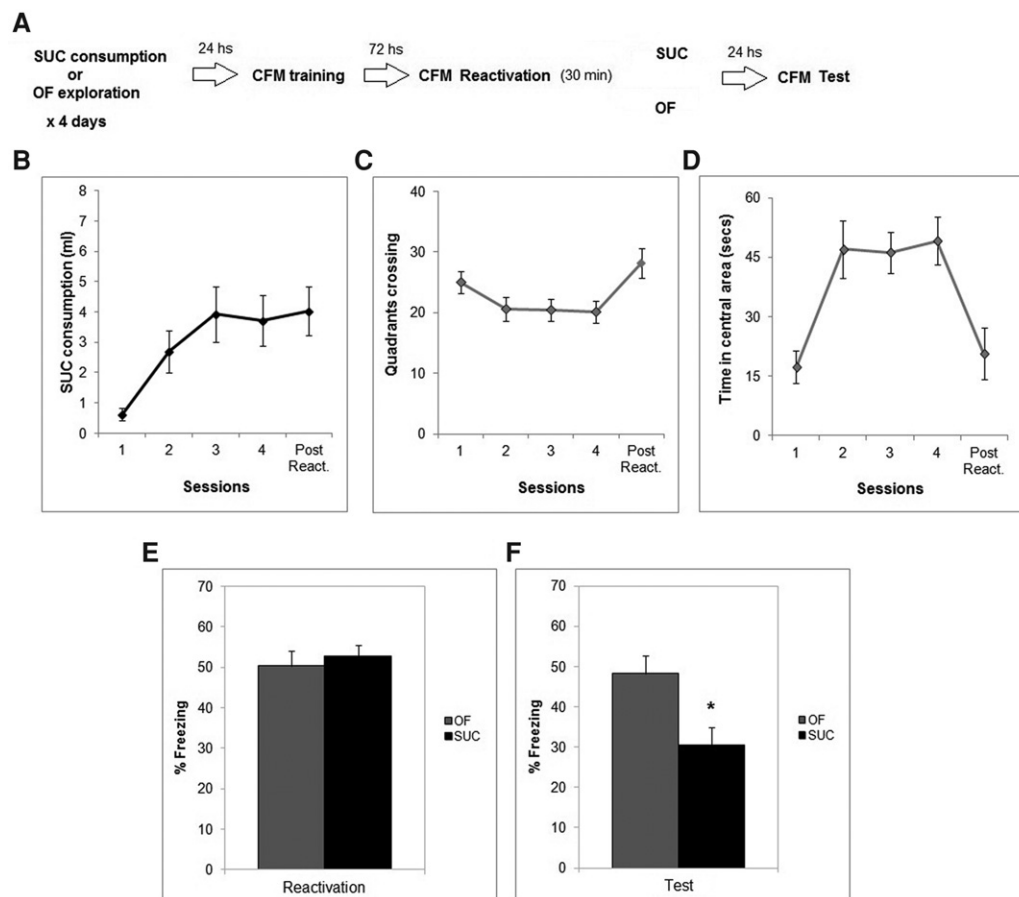 A
SUC consumption
or
OF exploration
x 4 days
24 hs
CFM training
72 hs
CFM Reactivation (30 min)
SUC
OF
24 hs
CFM Test
B
SUC consumption (ml)
8
7
6
5
4
3
2
1
0
1 2 3 4 Post
React.
Sessions
C
Quadrants crossing
40
30
20
10
0
1 2 3 4 Post
React.
Sessions
D
Time in central area (secs)
60
45
30
15
0
1 2 3 4 Post
React.
Sessions
E
% Freezing
70
60
50
40
30
20
10
0
Reactivation
OF
SUC
F
% Freezing
70
60
50
40
30
20
10
0
*
Test
OF
SUC